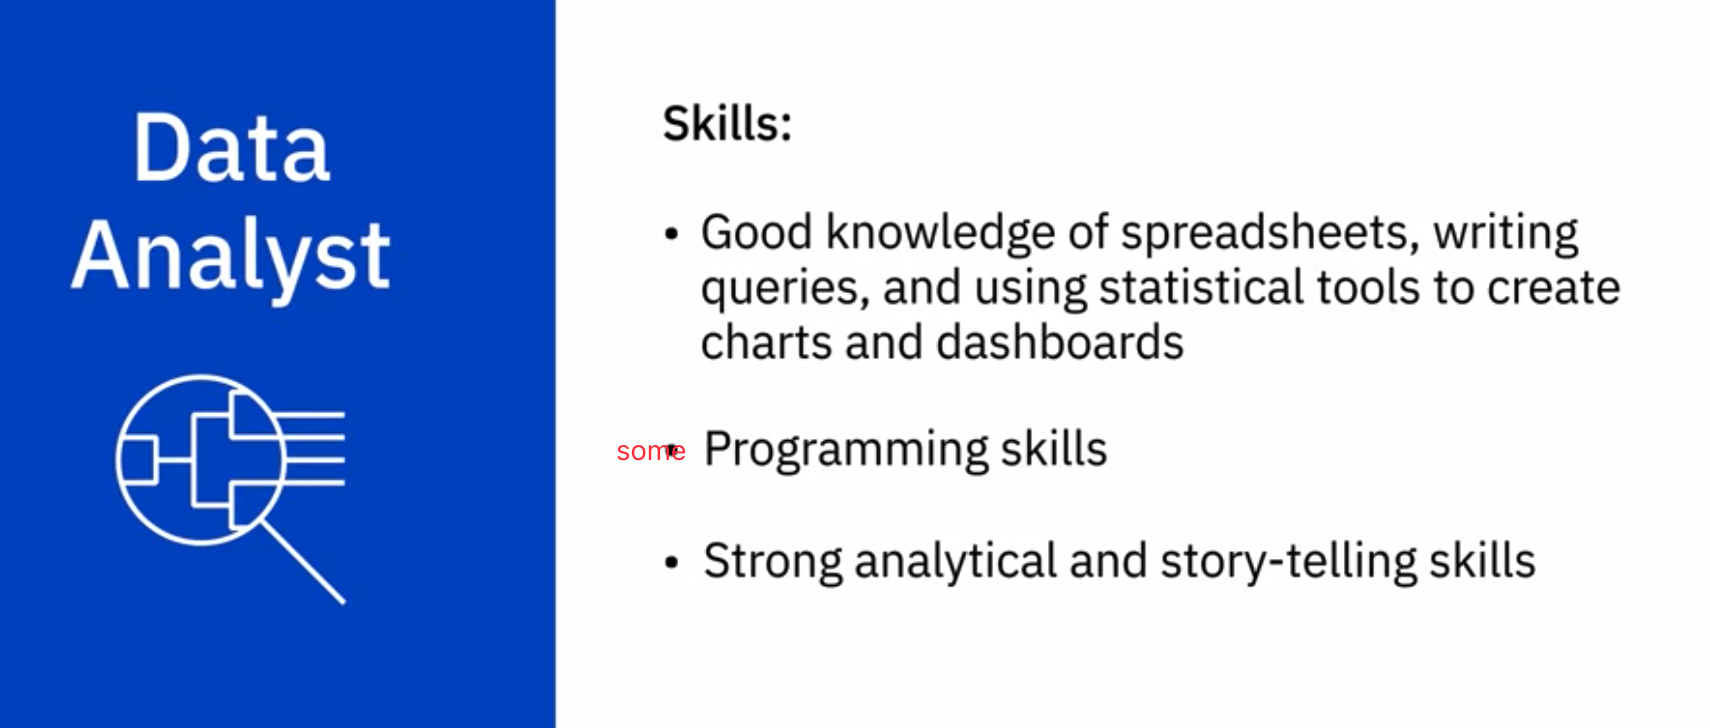 Data
Analyst
Skills:
• Good knowledge of spreadsheets, writing
queries, and using statistical tools to create
charts and dashboards
some Programming skills
• Strong analytical and story-telling skills